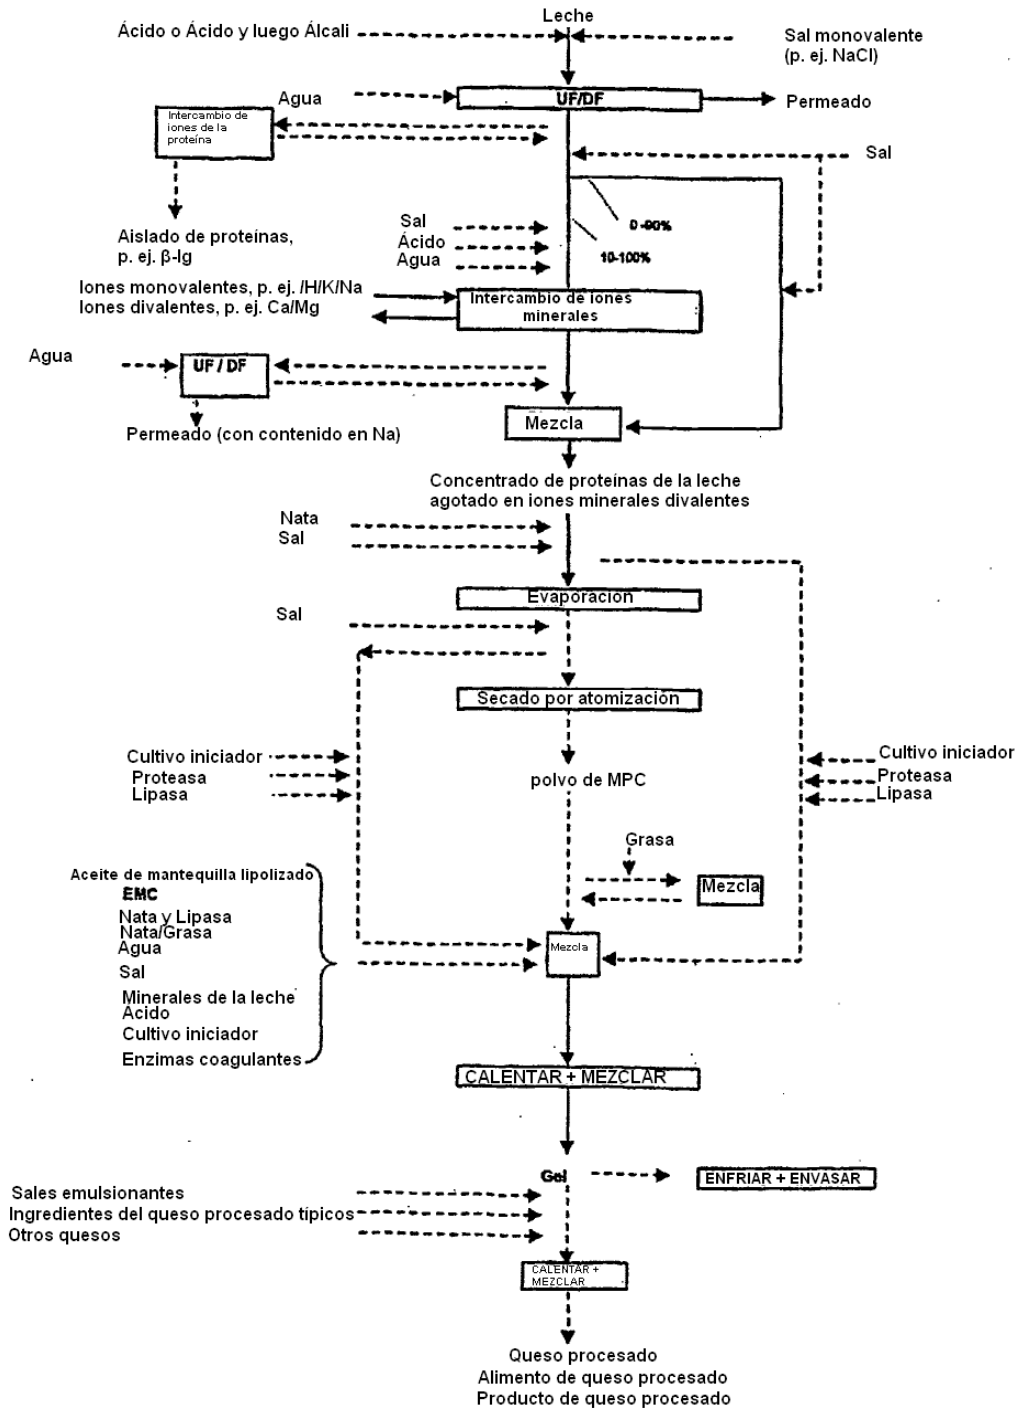 Leche
Ácido o Ácido y luego Álcali
Sal monovalente
(p. ej. NaCl)
Agua
UF/DF
Permeado
Intercambio de
iones de la
proteína
Sal
0 -90%
10-100%
Aislado de proteínas,
p. ej. β-lg
Sal
Ácido
Agua
Iones monovalentes, p. ej. /H/K/Na
Iones divalentes, p. ej. Ca/Mg
Intercambio de iones
minerales
Agua
UF / DF
Permeado (con contenido en Na)
Mezcla
Concentrado de proteínas de la leche
agotado en iones minerales divalentes
Nata
Sal
Evaporación
Sal
Secado por atomización
Cultivo iniciador
Proteasa
Lipasa
polvo de MPC
Cultivo iniciador
Proteasa
Lipasa
Grasa
Mezcla
Aceite de mantequilla lipolizado
EMC
Nata y Lipasa
Nata/Grasa
Agua
Sal
Minerales de la leche
Ácido
Cultivo iniciador
Enzimas coagulantes
Mezcla
CALENTAR + MEZCLAR
Gel
ENFRIAR + ENVASAR
Sales emulsionantes
Ingredientes del queso procesado típicos
Otros quesos
CALENTAR +
MEZCLAR
Queso procesado
Alimento de queso procesado
Producto de queso procesado